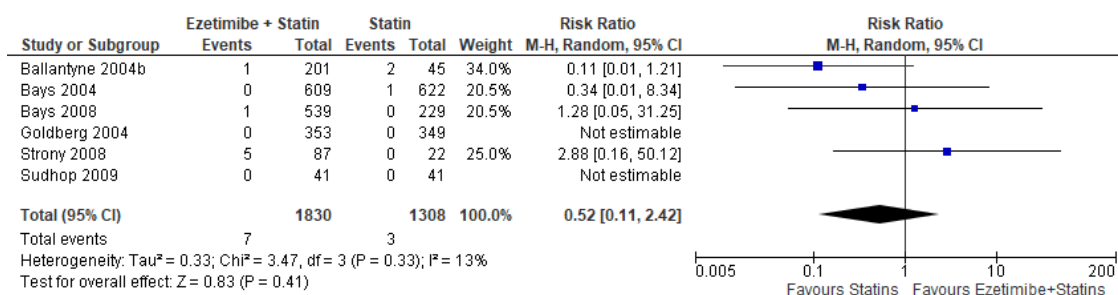 Ezetimibe + Statin Statin Risk Ratio Risk Ratio
Study or Subgroup Events Total Events Total Weight M-H, Random, 95% CI M-H, Random, 95% CI
Ballantyne 2004b 1 201 2 45 34.0% 0.11 [0.01, 1.21]
Bays 2004 0 609 1 622 20.5% 0.34 [0.01, 8.34]
Bays 2008 1 539 0 229 20.5% 1.28 [0.05, 31.25]
Goldberg 2004 0 353 0 349 Not estimable
Strony 2008 5 87 0 22 25.0% 2.88 [0.16, 50.12]
Sudhop 2009 0 41 0 41 Not estimable
Total (95% CI) 1830 1308 100.0% 0.52 [0.11, 2.42]
Total events 7 3
Heterogeneity: Tau² = 0.33; Chi² = 3.47, df = 3 (P = 0.33); I² = 13%
Test for overall effect: Z = 0.83 (P = 0.41)
0.005 0.1 1 10 200
Favours Statins Favours Ezetimibe+Statins